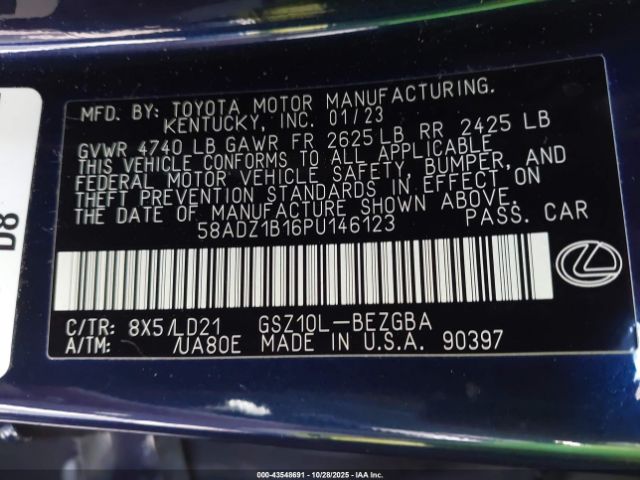 MFD. BY: TOYOTA MOTOR MANUFACTURING,
KENTUCKY, INC. 01/23
GVWR 4740 LB GAWR FR 2625 LB RR 2425 LB
THIS VEHICLE CONFORMS TO ALL APPLICABLE
FEDERAL MOTOR VEHICLE SAFETY, BUMPER, AND
THEFT PREVENTION STANDARDS IN EFFECT ON
THE DATE OF MANUFACTURE SHOWN ABOVE.
58ADZ1B16PU146123 PASS. CAR
C/TR: 8X5/LD21 GSZ10L-BEZGBA
A/TM: /UA80E MADE IN U.S.A. 90397
D8
00-43548691 | 10/28/2025 | IAA Inc.